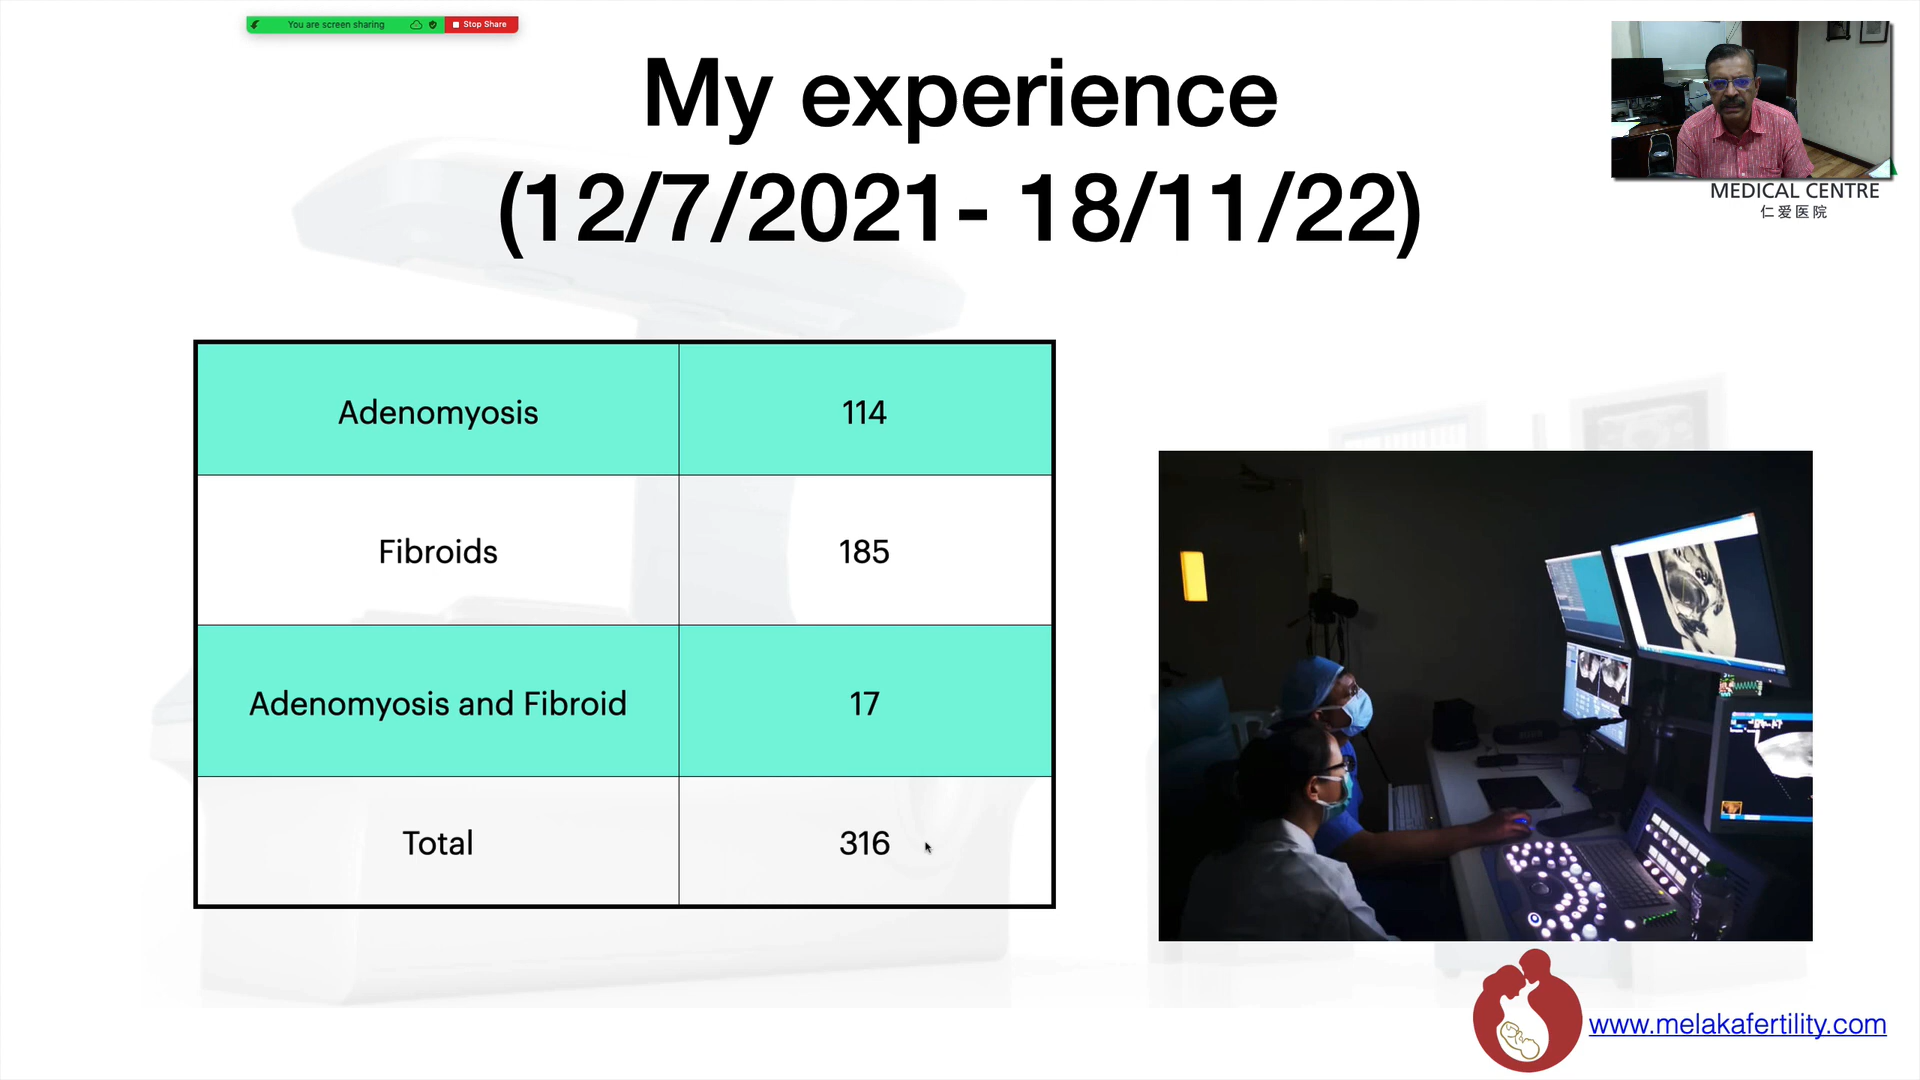 You are screen sharing
Stop Share
My experience
(12/7/2021- 18/11/22)
MEDICAL CENTRE
仁爱医院
Adenomyosis 114
Fibroids 185
Adenomyosis and Fibroid 17
Total 316
www.melakafertility.com